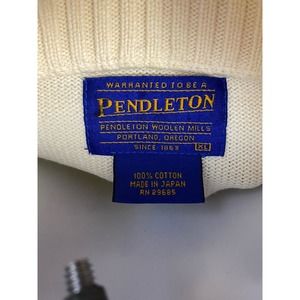 WARRANTED TO BE A
PENDLETON
PENDLETON WOOLEN MILLS
PORTLAND, OREGON
SINCE 1863 XL
100% COTTON
MADE IN JAPAN
RN 29685